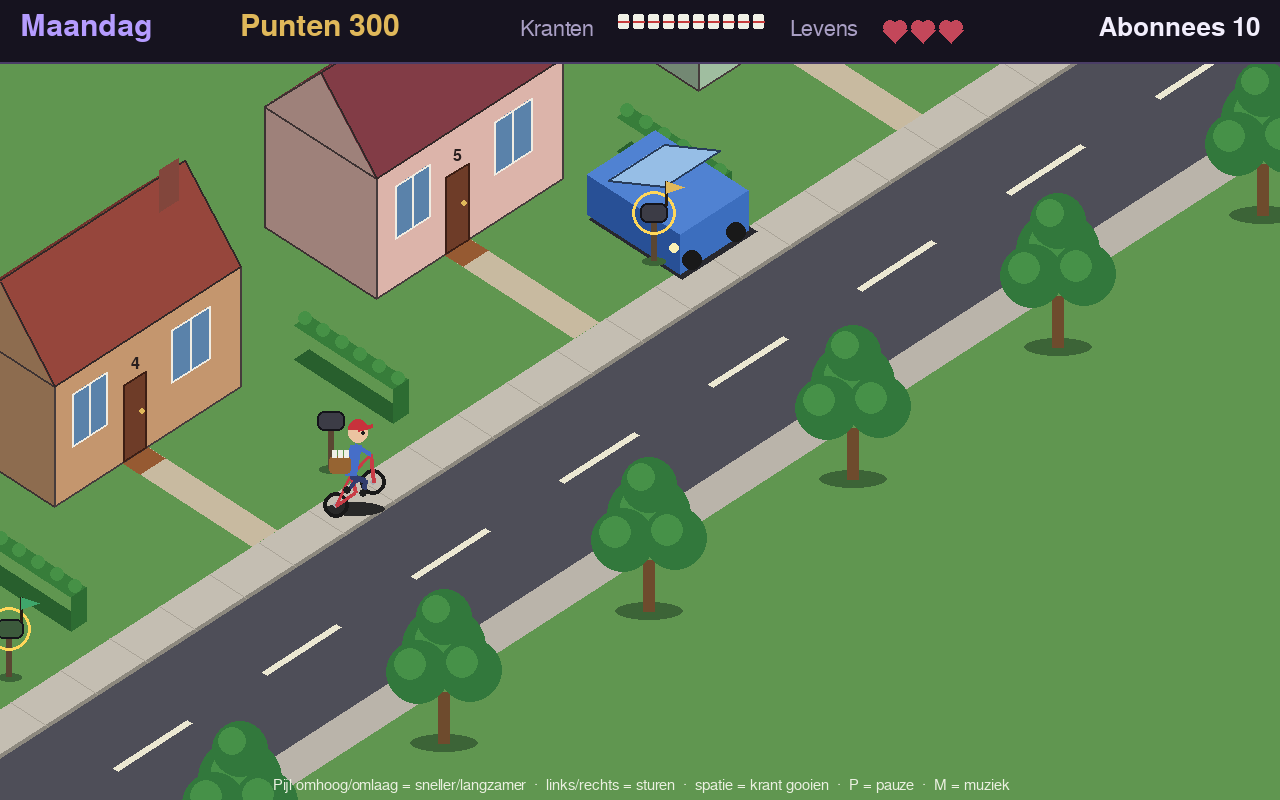 Maandag Punten 300 Kranten Levens Abonnees 10
5
4
Pijl omhoog/omlaag = sneller/langzamer · links/rechts = sturen · spatie = krant gooien · P = pauze · M = muziek